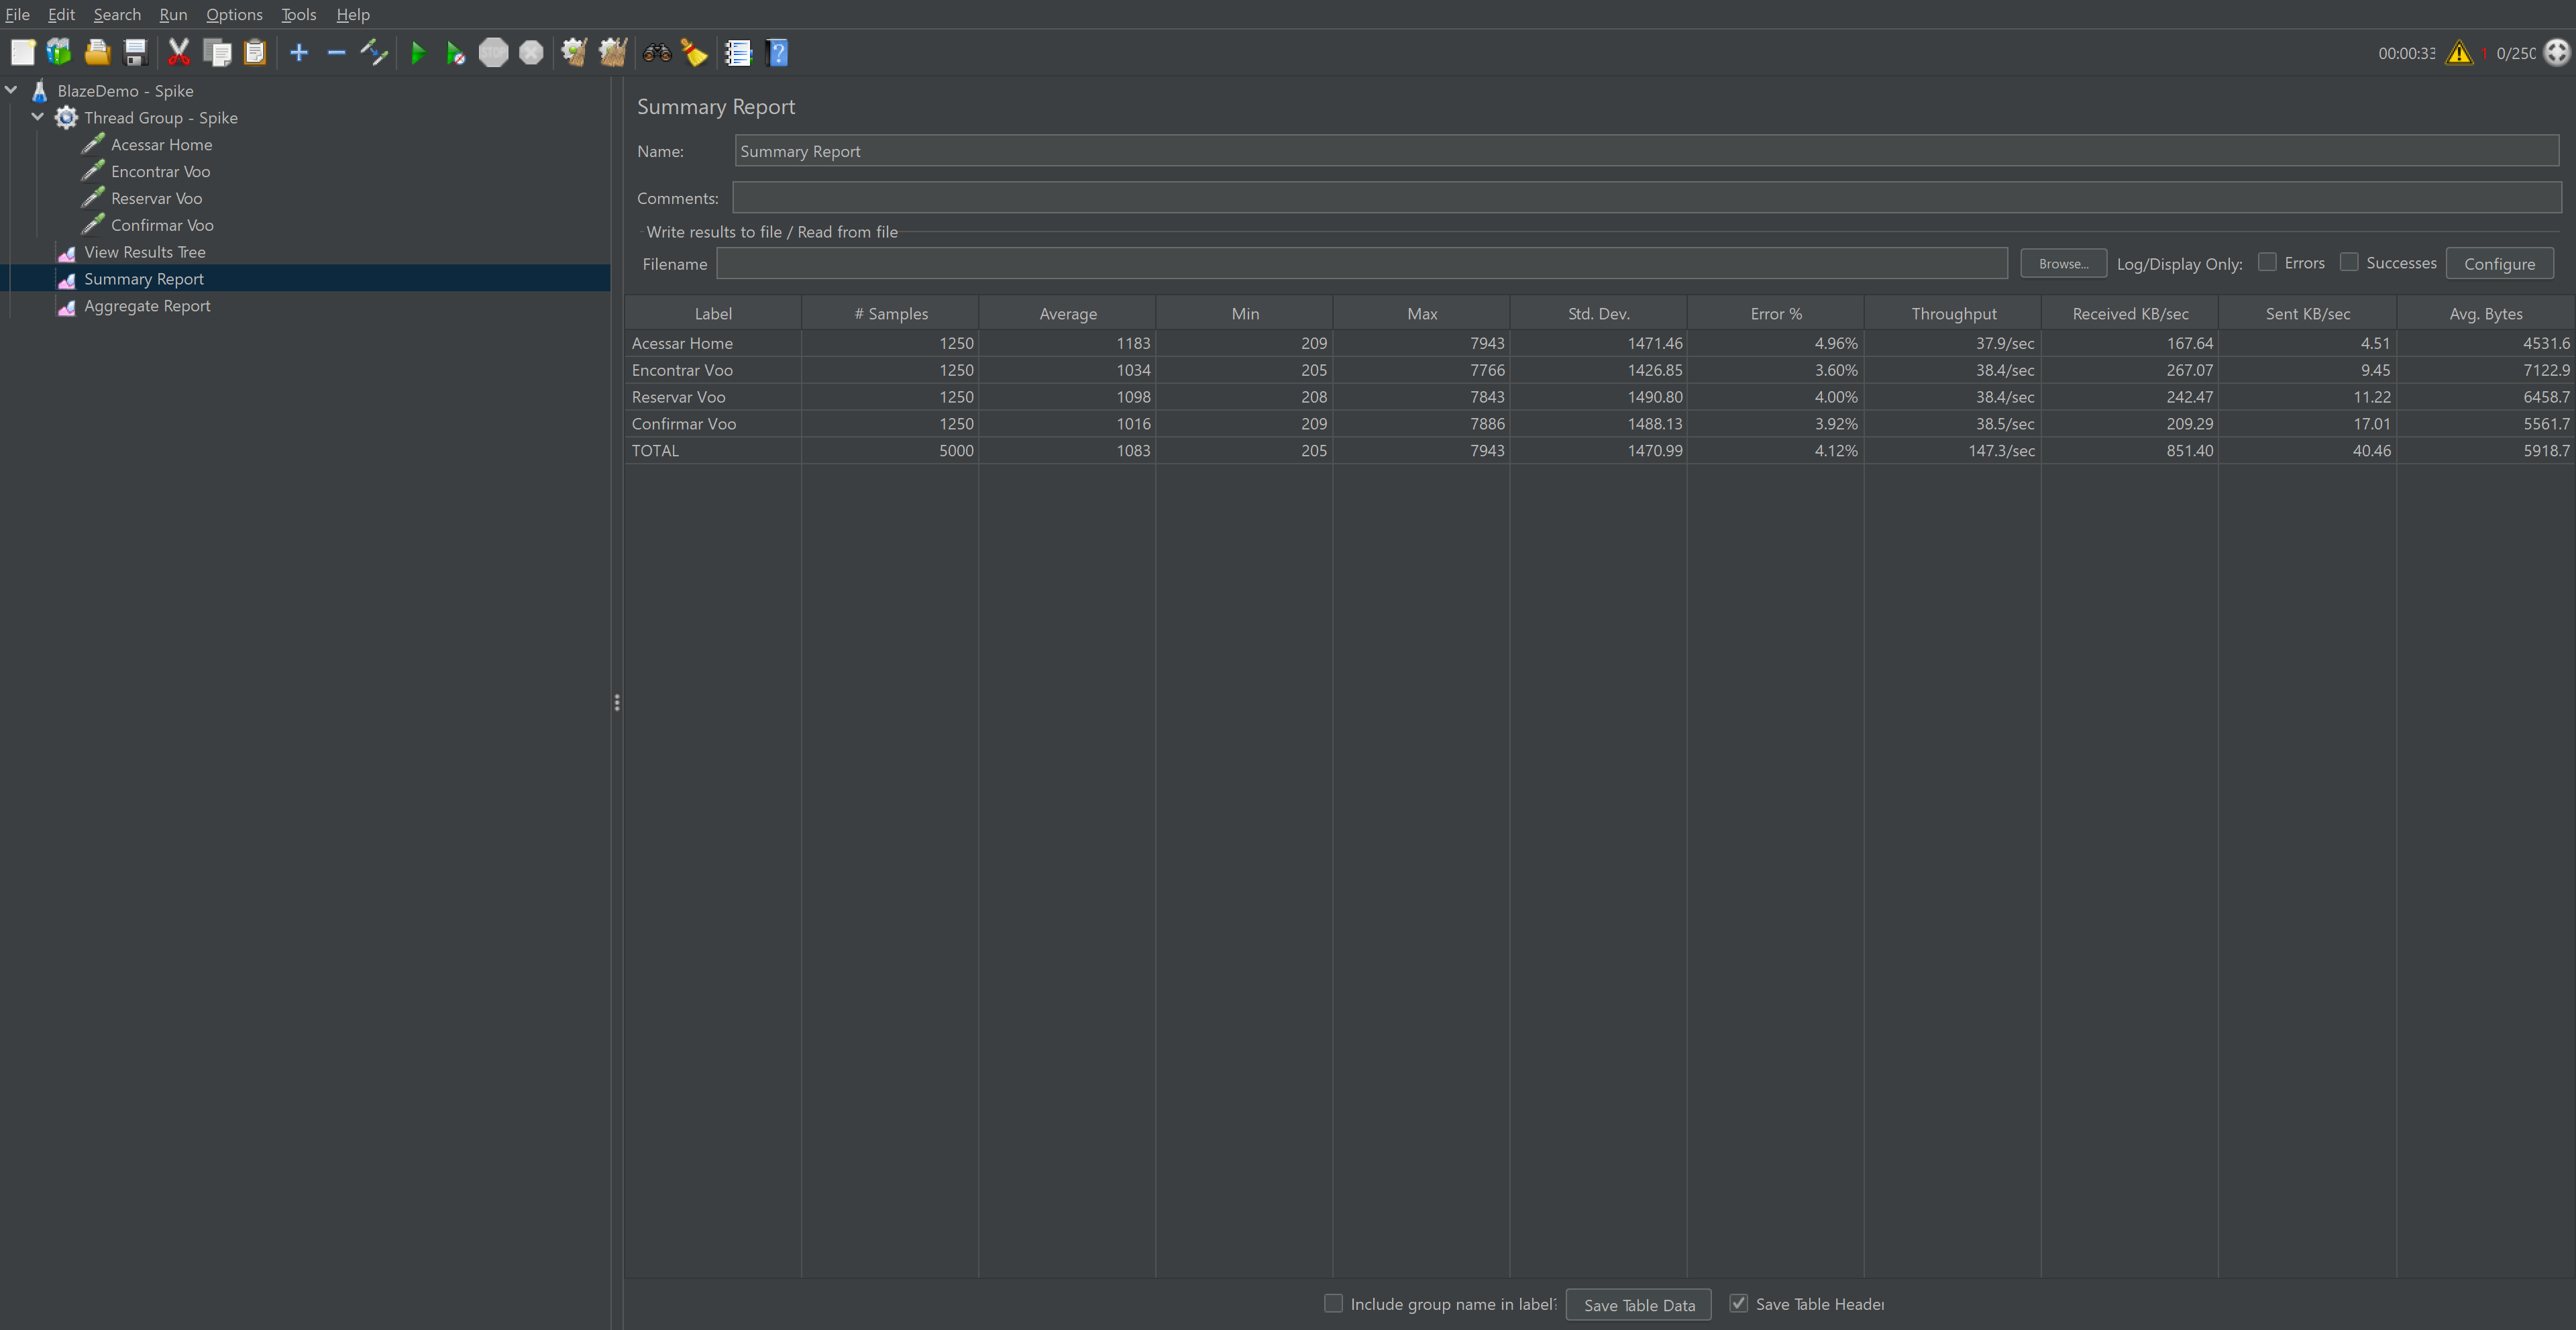 File Edit Search Run Options Tools Help
STOP
?
00:00:33 1 0/250
BlazeDemo - Spike
Thread Group - Spike
Acessar Home
Encontrar Voo
Reservar Voo
Confirmar Voo
View Results Tree
Summary Report
Aggregate Report
Summary Report
Name: Summary Report
Comments:
Write results to file / Read from file
Filename Browse... Log/Display Only: Errors Successes Configure
Label # Samples Average Min Max Std. Dev. Error % Throughput Received KB/sec Sent KB/sec Avg. Bytes
Acessar Home 1250 1183 209 7943 1471.46 4.96% 37.9/sec 167.64 4.51 4531.6
Encontrar Voo 1250 1034 205 7766 1426.85 3.60% 38.4/sec 267.07 9.45 7122.9
Reservar Voo 1250 1098 208 7843 1490.80 4.00% 38.4/sec 242.47 11.22 6458.7
Confirmar Voo 1250 1016 209 7886 1488.13 3.92% 38.5/sec 209.29 17.01 5561.7
TOTAL 5000 1083 205 7943 1470.99 4.12% 147.3/sec 851.40 40.46 5918.7
Include group name in label? Save Table Data Save Table Header